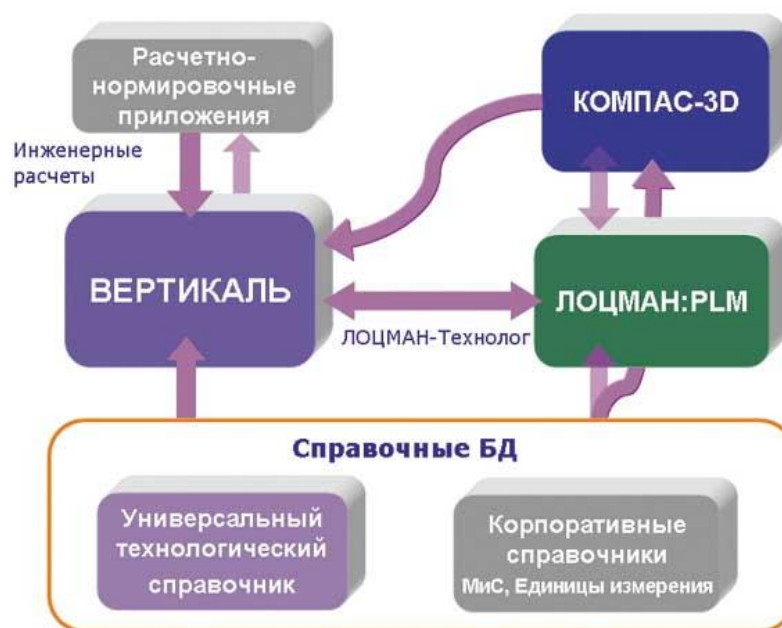 Расчетно-
нормировочные
приложения
КОМПАС-3D
Инженерные
расчеты
ВЕРТИКАЛЬ
ЛОЦМАН:PLM
ЛОЦМАН-Технолог
Справочные БД
Универсальный
технологический
справочник
Корпоративные
справочники
МиС, Единицы измерения